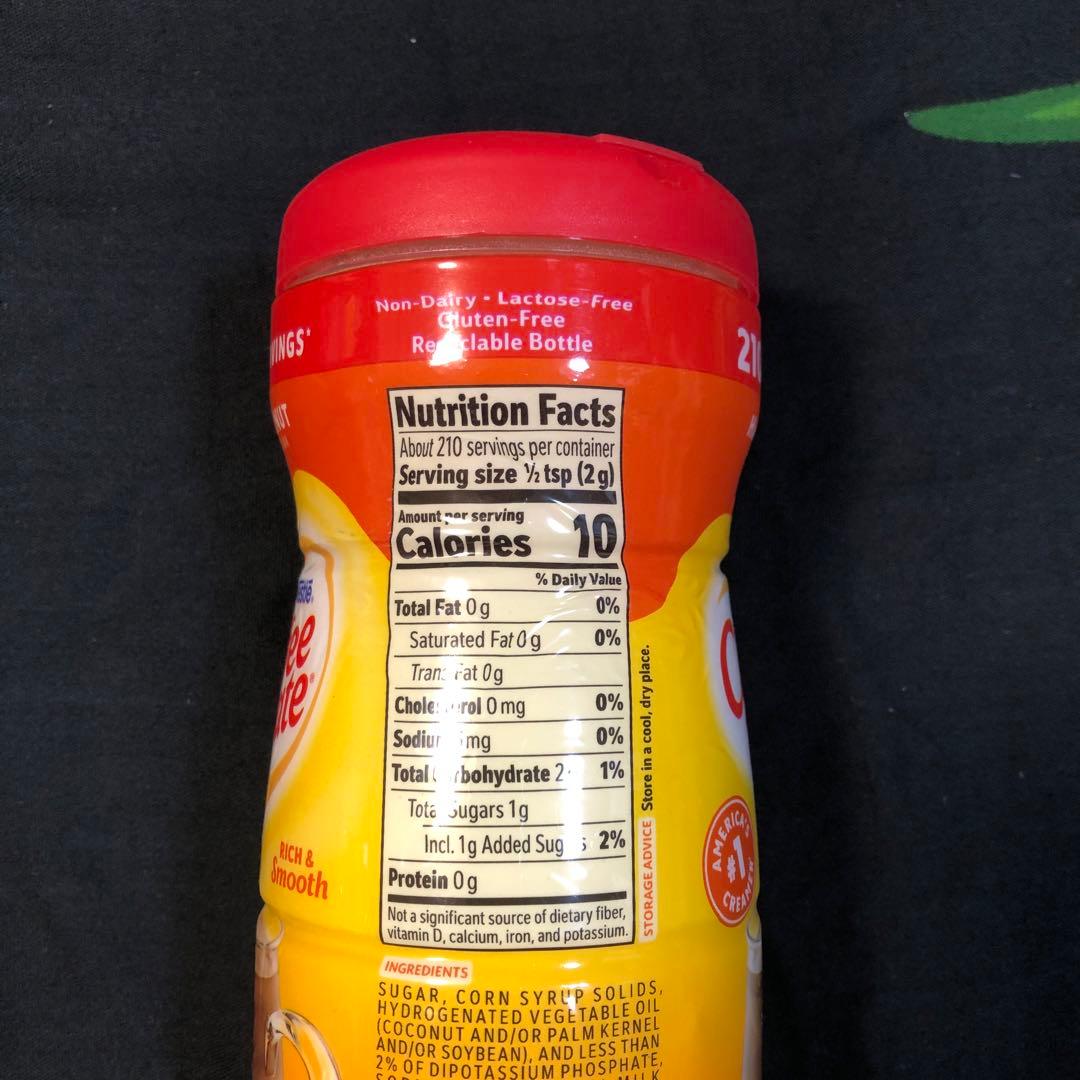 Non-Dairy • Lactose-Free
Gluten-Free
Recyclable Bottle
210
Nutrition Facts
About 210 servings per container
Serving size ½ tsp (2g)
Amount per serving
Calories 10
% Daily Value
Total Fat 0g 0%
Saturated Fat 0g 0%
Trans Fat 0g
Cholesterol 0mg 0%
Sodium mg 0%
Total Carbohydrate 2 1%
Total Sugars 1g
Incl. 1g Added Sugars 2%
Protein 0g
Not a significant source of dietary fiber,
vitamin D, calcium, iron, and potassium.
STORAGE ADVICE Store in a cool, dry place.
INGREDIENTS
SUGAR, CORN SYRUP SOLIDS,
HYDROGENATED VEGETABLE OIL
(COCONUT AND/OR PALM KERNEL
AND/OR SOYBEAN), AND LESS THAN
2% OF DIPOTASSIUM PHOSPHATE,
MILK
Nestlé.
RICH &
Smooth
AMERICA'S
#1
CREAMER